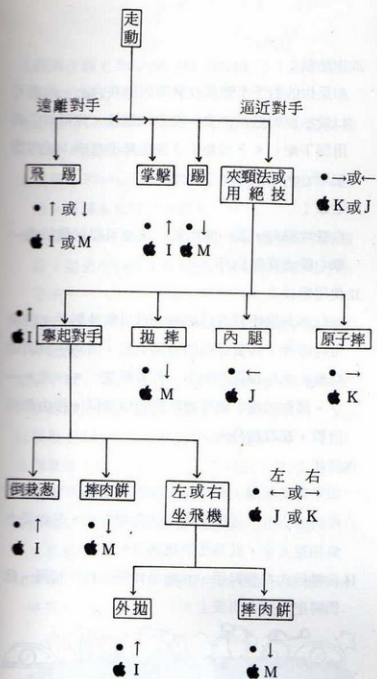 走動
遠離對手 逼近對手
飛踢 掌擊 踢 夾頸法或用絕技
• ↑或↓ • → • →或←
I 或 M I M K或J
• ↑
I
舉起對手 拋摔 內腿 原子摔
• ↓ • ← • →
M J K
倒栽蔥 摔肉餅 左或右坐飛機
左 右
• ↑ • ↓ • ←或→
I M J 或 K
外拋 摔肉餅
• ↑ • ↓
I M